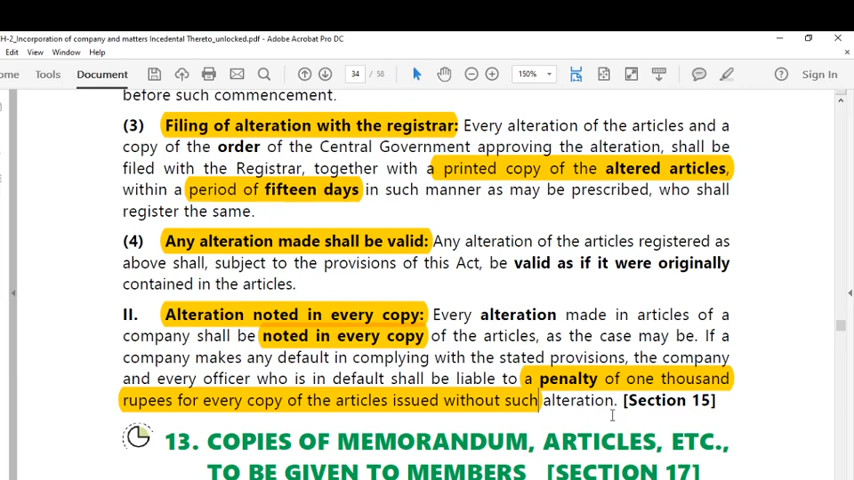 H-2_Incorporation of company and matters Incedental Thereto_unlocked.pdf - Adobe Acrobat Pro DC
Edit View Window Help
ome Tools Document 34 / 58 150% Sign In
before such commencement.
(3) Filing of alteration with the registrar: Every alteration of the articles and a
copy of the order of the Central Government approving the alteration, shall be
filed with the Registrar, together with a printed copy of the altered articles,
within a period of fifteen days in such manner as may be prescribed, who shall
register the same.
(4) Any alteration made shall be valid: Any alteration of the articles registered as
above shall, subject to the provisions of this Act, be valid as if it were originally
contained in the articles.
II. Alteration noted in every copy: Every alteration made in articles of a
company shall be noted in every copy of the articles, as the case may be. If a
company makes any default in complying with the stated provisions, the company
and every officer who is in default shall be liable to a penalty of one thousand
rupees for every copy of the articles issued without such alteration. [Section 15]
13. COPIES OF MEMORANDUM, ARTICLES, ETC.,
TO BE GIVEN TO MEMBERS [SECTION 17]